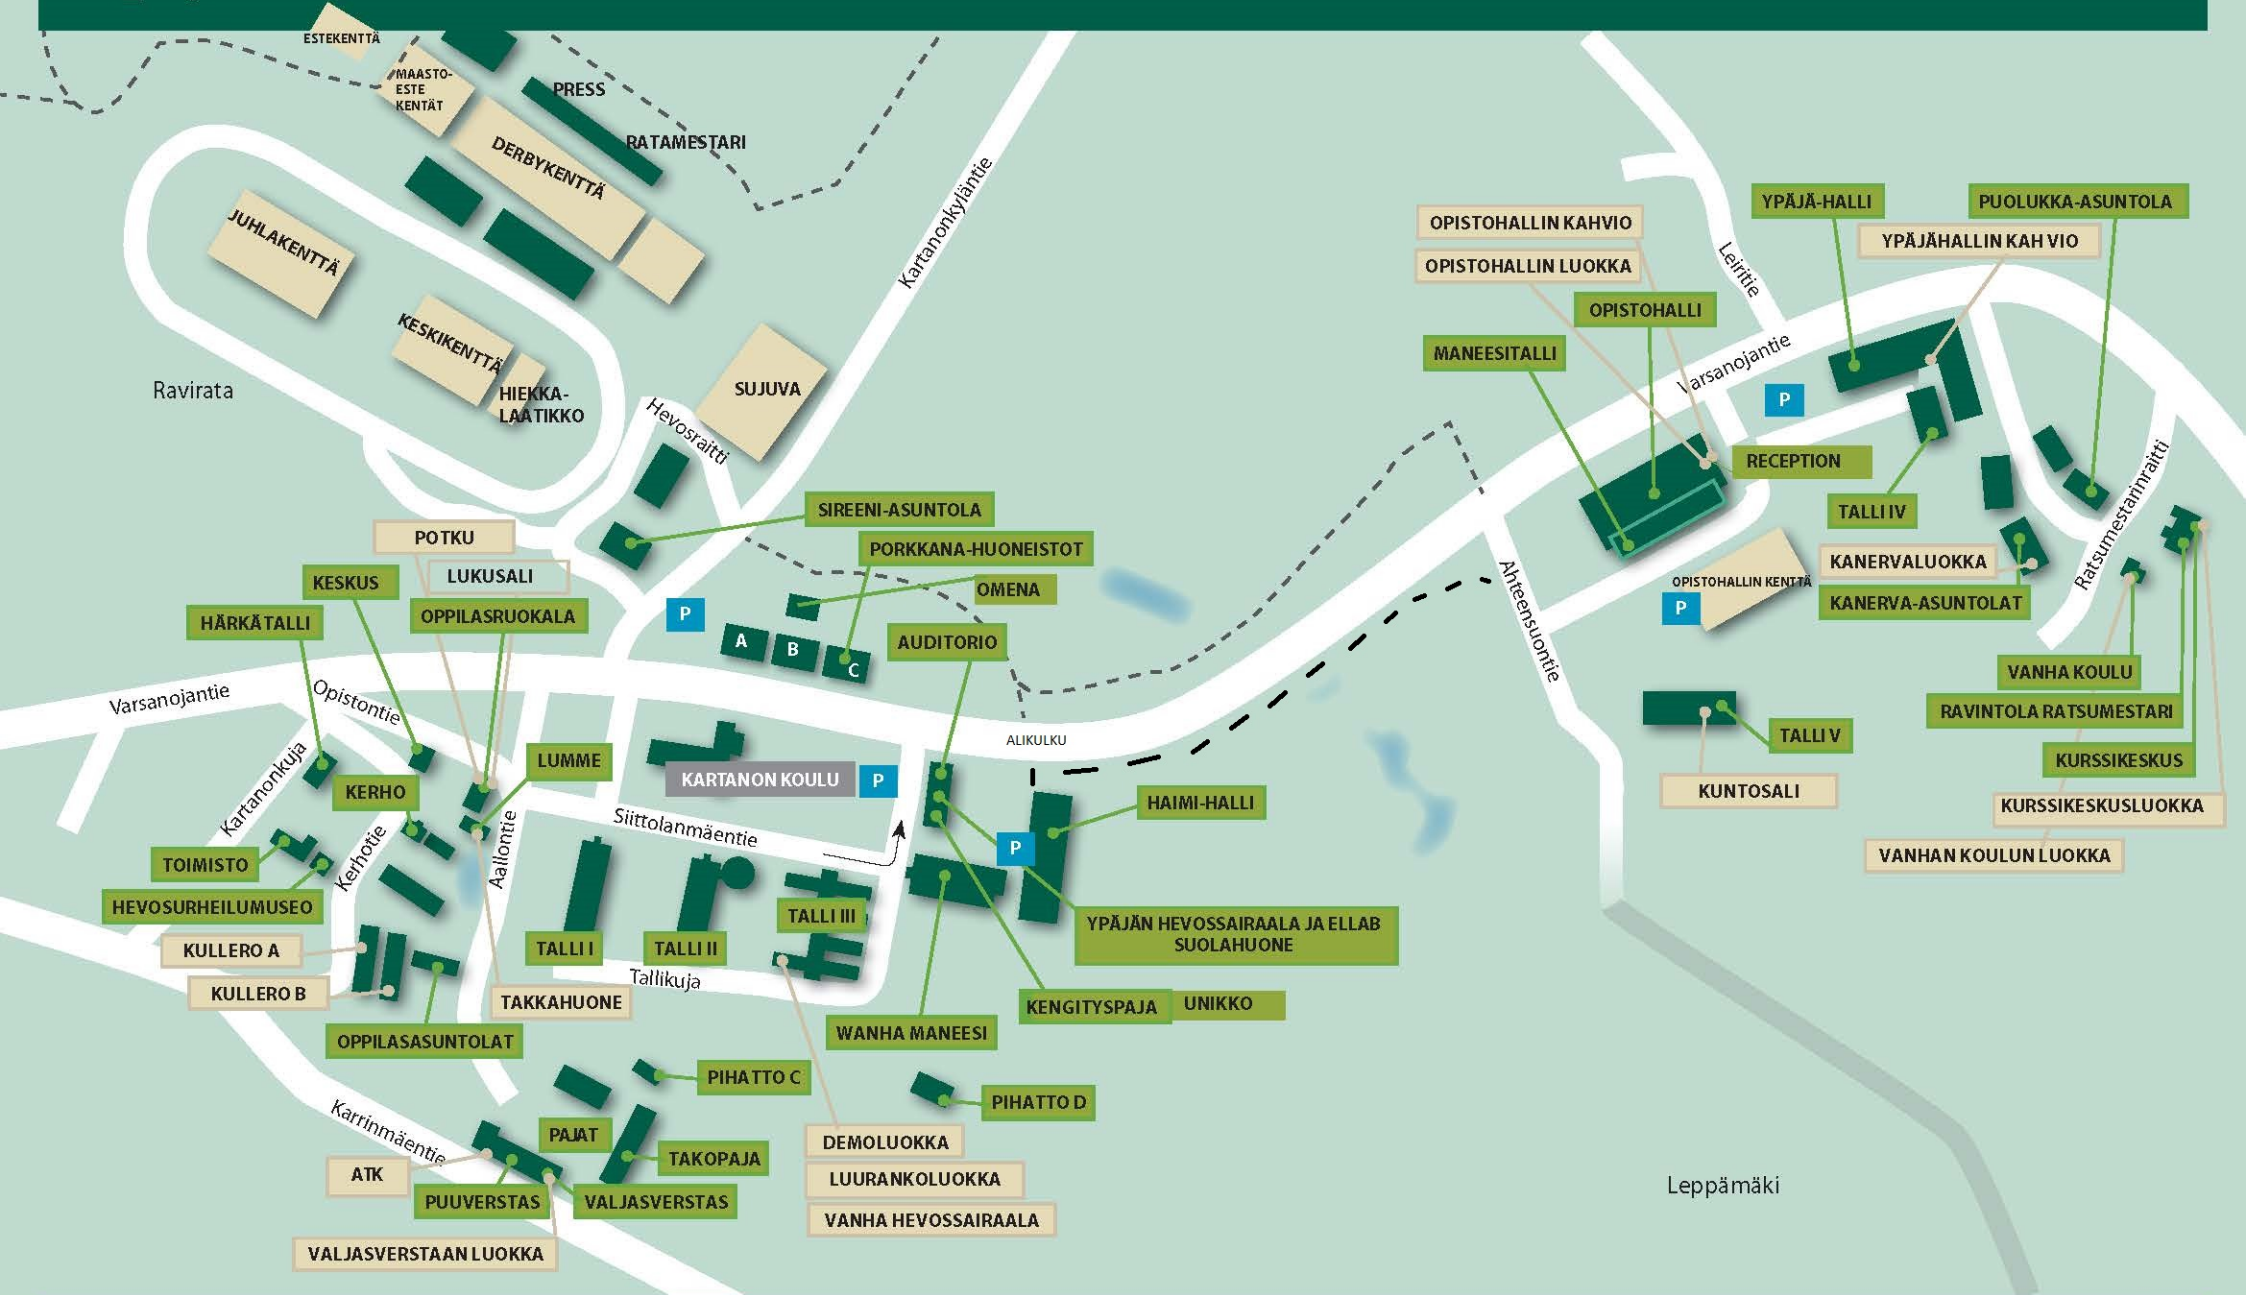 ESTEKENTTÄ
MAASTO-
ESTE
KENTÄT
PRESS
RATAMESTARI
DERBYKENTTÄ
JUHLAKENTTÄ
KESKIKENTTÄ
HIEKKA-
LAATIKKO
Ravirata
SUJUVA
Hevosraitti
Kartanonkyläntie
SIREENI-ASUNTOLA
PORKKANA-HUONEISTOT
OMENA
P
A
B
C
AUDITORIO
POTKU
LUKUSALI
KESKUS
OPPILASRUOKALA
HÄRKÄTALLI
Varsanojantie
Opistontie
Kartanonkuja
KERHO
LUMME
KARTANON KOULU
P
ALIKULKU
Siittolanmäentie
HAIMI-HALLI
P
TOIMISTO
Kerhotie
Aallontie
HEVOSURHEILUMUSEO
TALLI I
TALLI II
TALLI III
YPÄJÄN HEVOSSAIRAALA JA ELLAB
SUOLAHUONE
KULLERO A
KULLERO B
Tallikuja
TAKKAHUONE
KENGITYSPAJA
UNIKKO
WANHA MANEESI
OPPILASASUNTOLAT
PIHATTO C
PIHATTO D
Karrinmäentie
PAJAT
TAKOPAJA
ATK
PUUVERSTAS
VALJASVERSTAS
VALJASVERSTAAN LUOKKA
DEMOLUOKKA
LUURANKOLUOKKA
VANHA HEVOSSAIRAALA
OPISTOHALLIN KAHVIO
OPISTOHALLIN LUOKKA
OPISTOHALLI
MANEESITALLI
Leiritie
YPÄJÄ-HALLI
PUOLUKKA-ASUNTOLA
YPÄJÄHALLIN KAH VIO
Varsanojantie
P
RECEPTION
TALLI IV
KANERVALUOKKA
OPISTOHALLIN KENTTÄ
P
KANERVA-ASUNTOLAT
Ratsumestarinraitti
Ahteensuontie
VANHA KOULU
RAVINTOLA RATSUMESTARI
TALLI V
KURSSIKESKUS
KUNTOSALI
KURSSIKESKUSLUOKKA
VANHAN KOULUN LUOKKA
Leppämäki